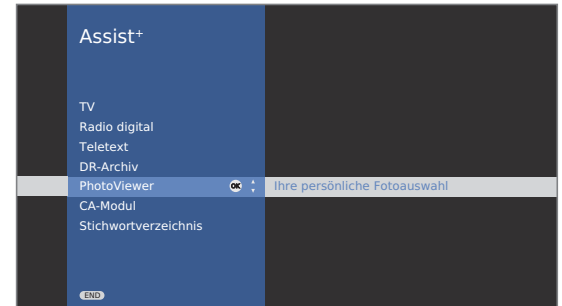 Assist+
TV
Radio digital
Teletext
DR-Archiv
PhotoViewer OK Ihre persönliche Fotoauswahl
CA-Modul
Stichwortverzeichnis
END